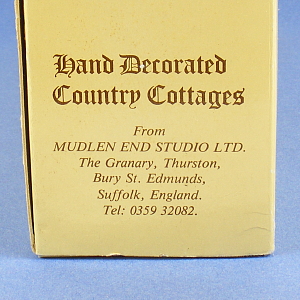 Hand Decorated
Country Cottages
From
MUDLEN END STUDIO LTD.
The Granary, Thurston,
Bury St. Edmunds,
Suffolk, England.
Tel: 0359 32082.